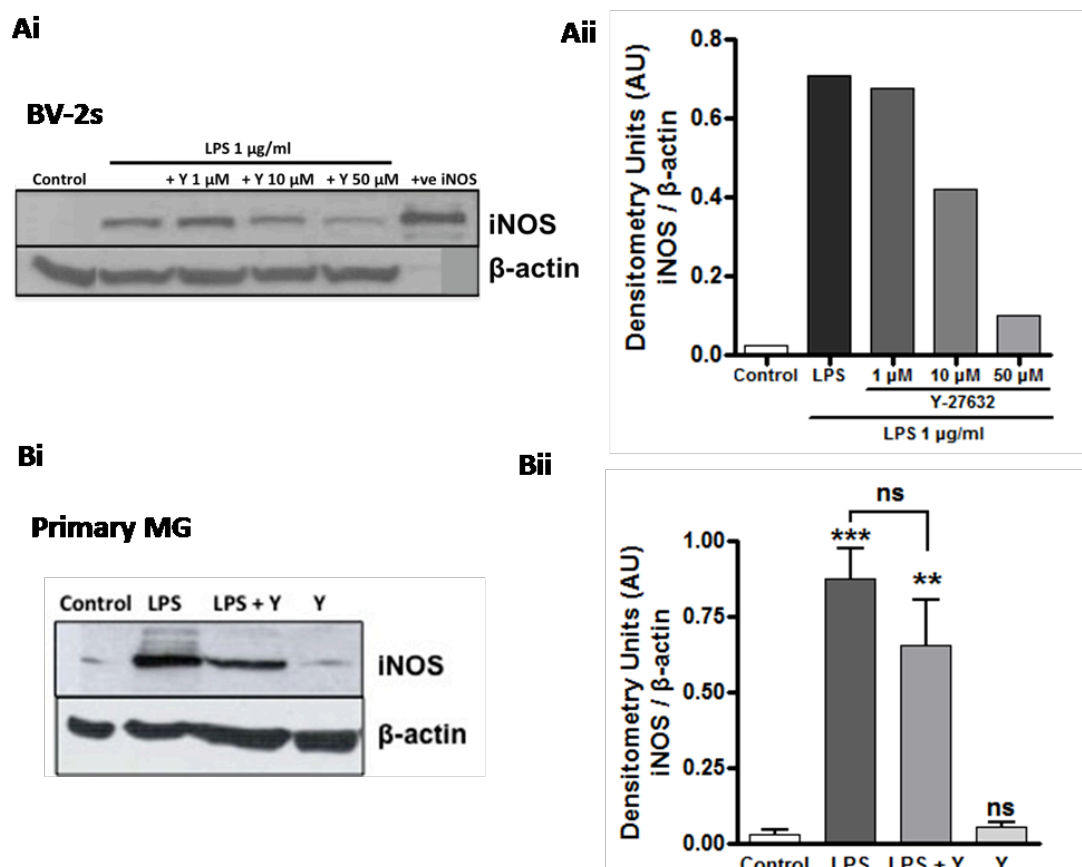 Ai
BV-2s
LPS 1 µg/ml
Control + Y 1 µM + Y 10 µM + Y 50 µM +ve iNOS
iNOS
β-actin
Aii
Densitometry Units (AU)
iNOS / β-actin
0.8
0.6
0.4
0.2
0.0
Control LPS 1 µM 10 µM 50 µM
Y-27632
LPS 1 µg/ml
Bi
Primary MG
Control LPS LPS + Y Y
iNOS
β-actin
Bii
Densitometry Units (AU)
iNOS / β-actin
ns
1.00
***
**
0.75
0.50
0.25
ns
0.00
Control LPS LPS + Y Y